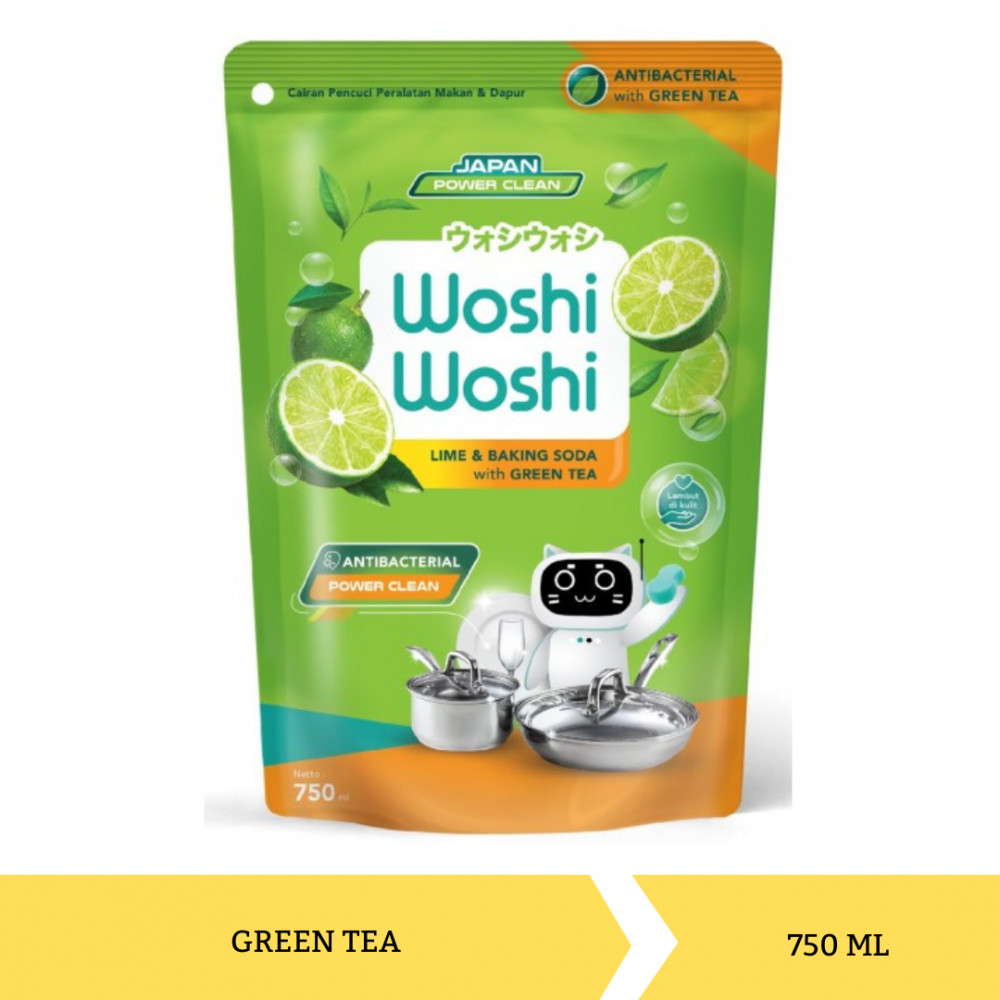 Cairan Pencuci Peralatan Makan & Dapur
ANTIBACTERIAL
with GREEN TEA
JAPAN
POWER CLEAN
ウォシウォシ
Woshi
Woshi
LIME & BAKING SODA
with GREEN TEA
Lembut
di kulit
ANTIBACTERIAL
POWER CLEAN
Netto :
750 ml
GREEN TEA
750 ML